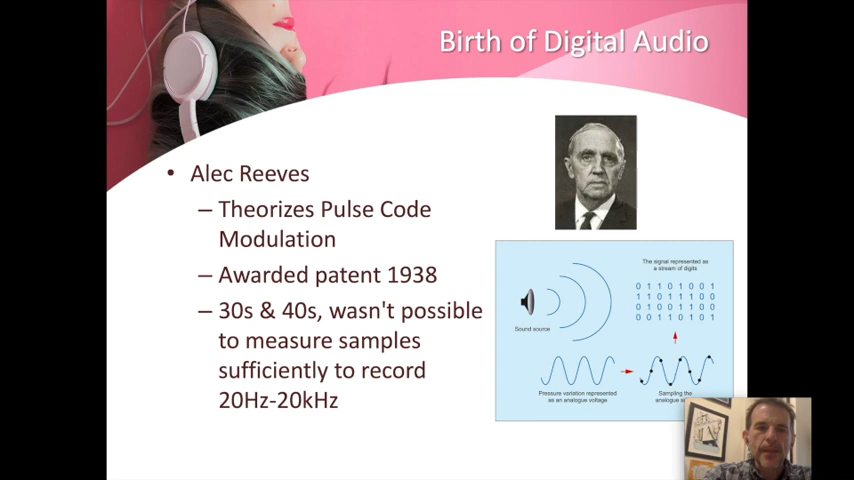 Birth of Digital Audio
• Alec Reeves
– Theorizes Pulse Code
Modulation
– Awarded patent 1938
– 30s & 40s, wasn't possible
to measure samples
sufficiently to record
20Hz-20kHz
The signal represented as
a stream of digits
0 1 1 0 1 0 0 1
1 1 0 1 1 1 0 0
0 1 0 0 0 1 1 0
0 0 1 1 0 1 0 1
Sound source
Pressure variation represented
as an analogue voltage
Sampling the
analogue